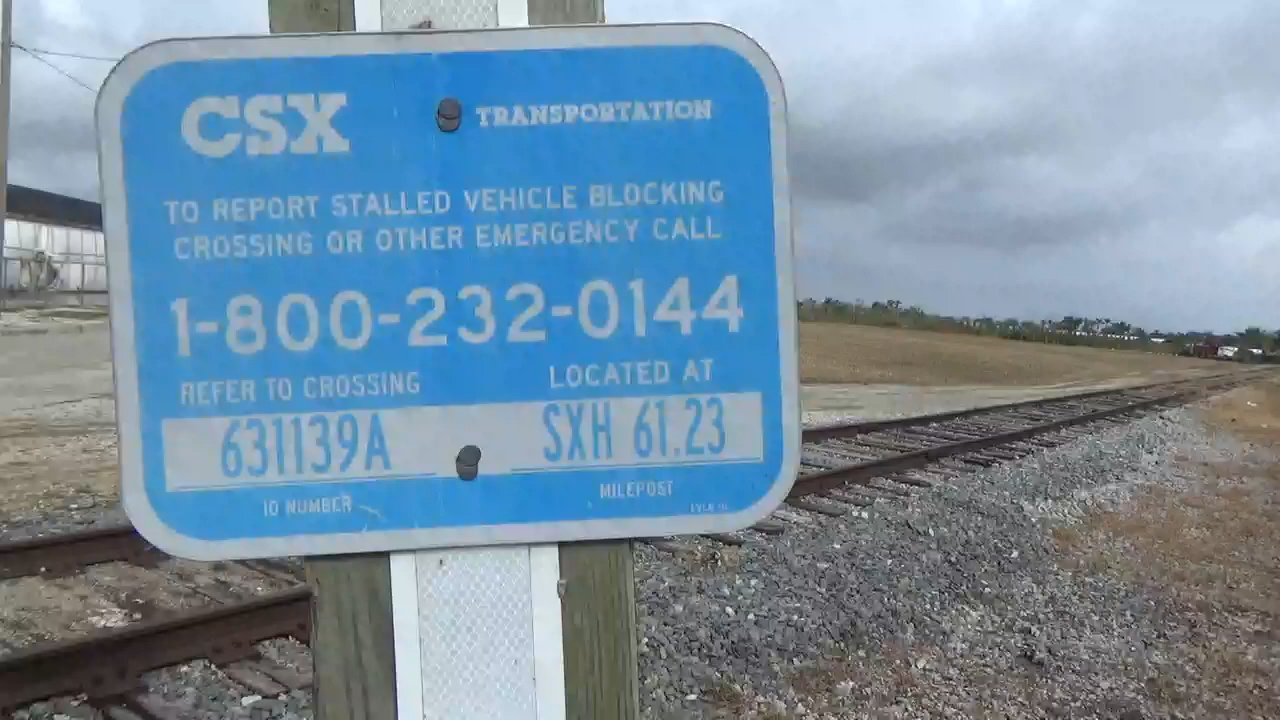 CSX TRANSPORTATION
TO REPORT STALLED VEHICLE BLOCKING
CROSSING OR OTHER EMERGENCY CALL
1-800-232-0144
REFER TO CROSSING LOCATED AT
631139A SXH 61.23
ID NUMBER MILEPOST